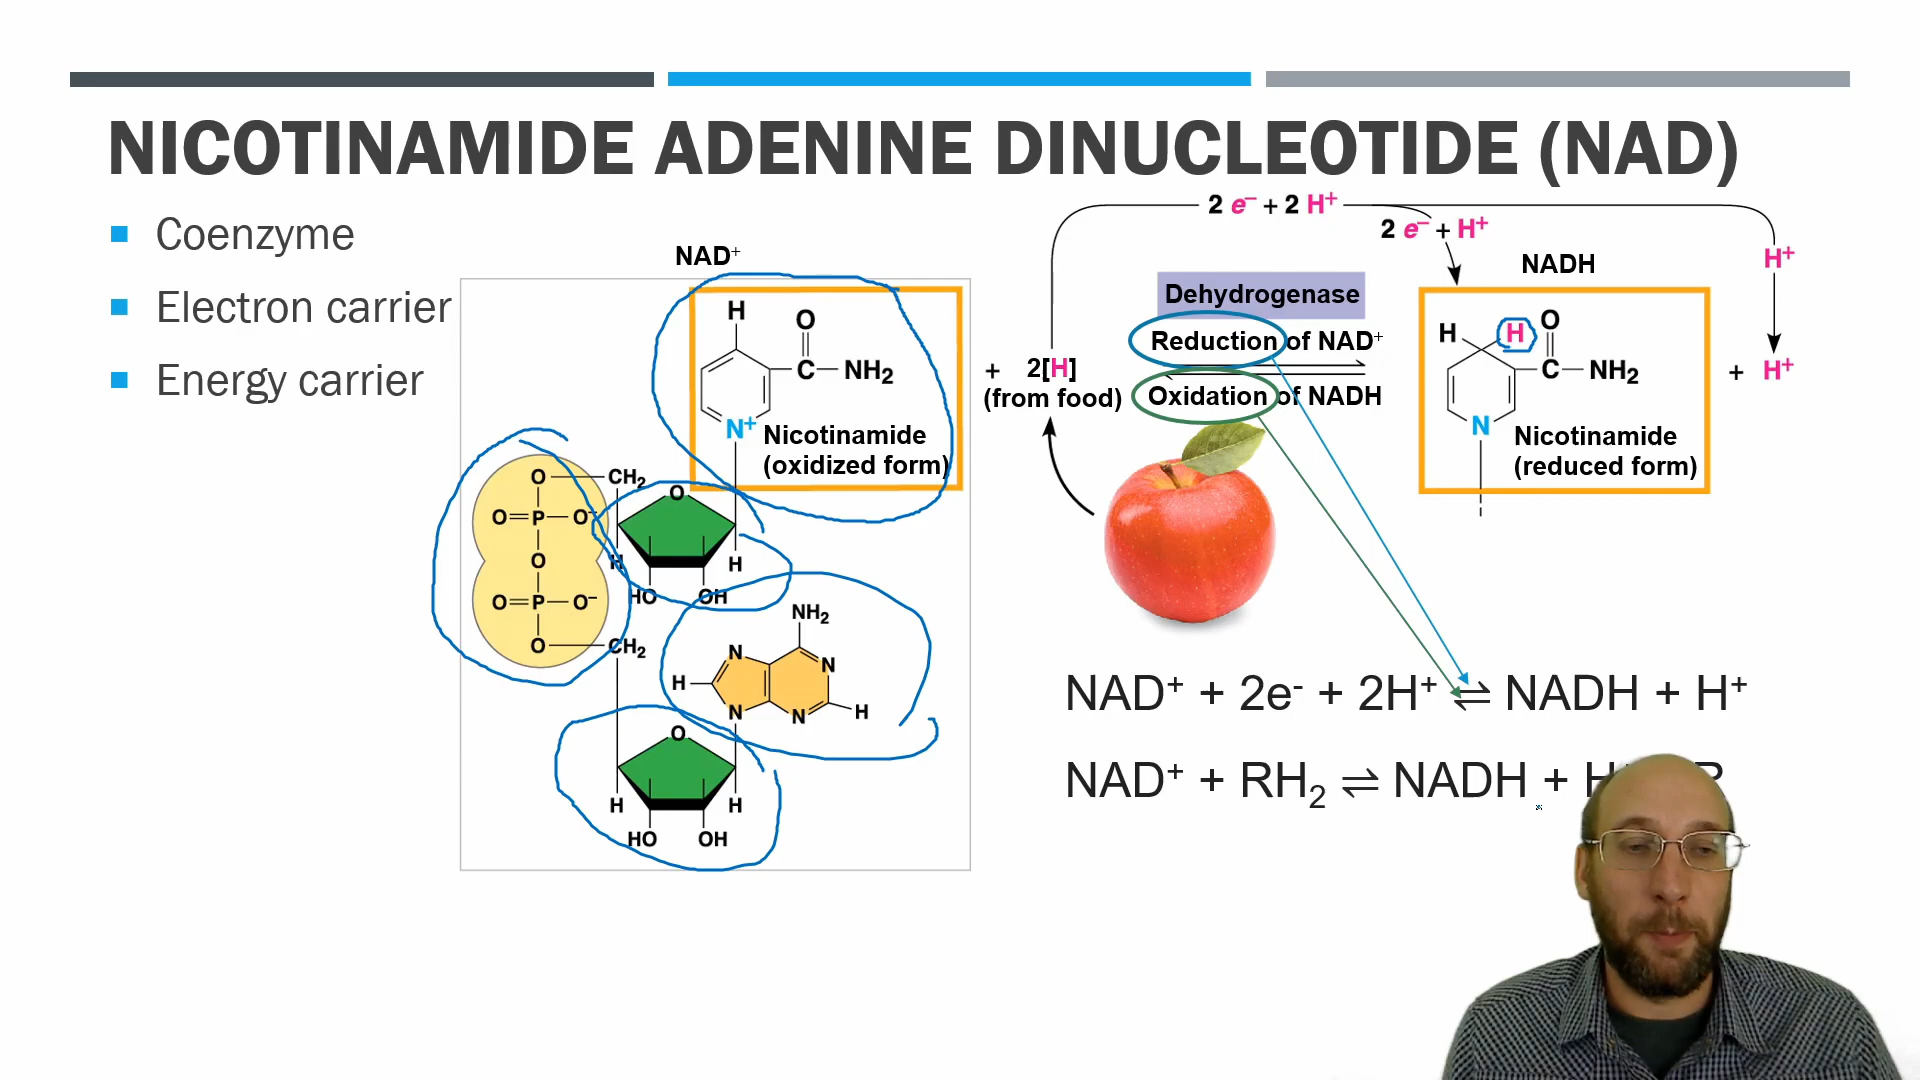 NICOTINAMIDE ADENINE DINUCLEOTIDE (NAD)
Coenzyme
Electron carrier
Energy carrier
NAD⁺
H
O
C
NH₂
N⁺
Nicotinamide
(oxidized form)
O
CH₂
O
O=P—O⁻
O
H
H
HO
OH
O=P—O⁻
O
CH₂
NH₂
N
N
H
N
N
H
O
H
H
HO
OH
2 e⁻ + 2 H⁺
2 e⁻ + H⁺
H⁺
+ 2[H]
(from food)
Dehydrogenase
Reduction of NAD⁺
Oxidation of NADH
NADH
H
H
O
C
NH₂
N
Nicotinamide
(reduced form)
+ H⁺
NAD⁺ + 2e⁻ + 2H⁺ ⇌ NADH + H⁺
NAD⁺ + RH₂ ⇌ NADH +